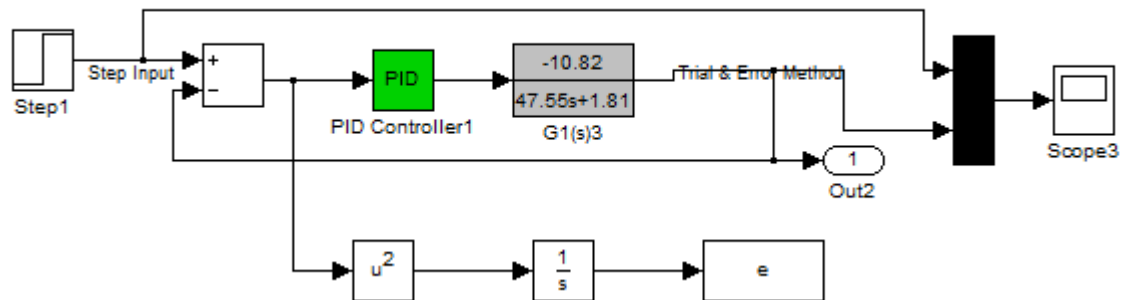 Step1
Step Input
+
−
PID
PID Controller1
-10.82
47.55s+1.81
G1(s)3
Trial & Error Method
1
Out2
Scope3
u2
1
s
e